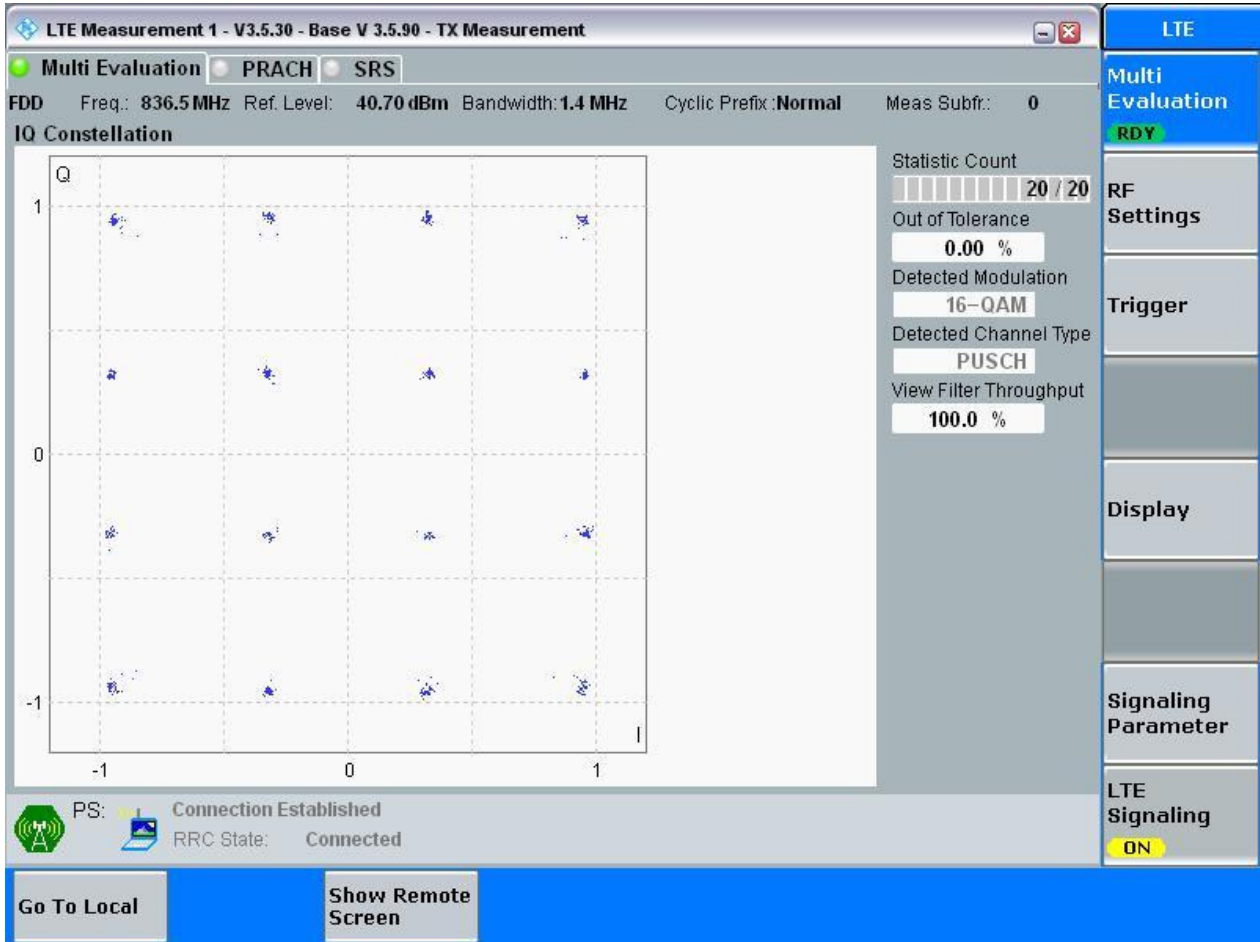 LTE Measurement 1 - V3.5.30 - Base V 3.5.90 - TX Measurement
Multi Evaluation PRACH SRS
FDD Freq.: 836.5 MHz Ref. Level: 40.70 dBm Bandwidth: 1.4 MHz Cyclic Prefix :Normal Meas Subfr.: 0
IQ Constellation
Q
1
0
-1
I
-1 0 1
Statistic Count
20 / 20
Out of Tolerance
0.00 %
Detected Modulation
16-QAM
Detected Channel Type
PUSCH
View Filter Throughput
100.0 %
PS: Connection Established
RRC State: Connected
LTE
Multi
Evaluation
RDY
RF
Settings
Trigger
Display
Signaling
Parameter
LTE
Signaling
ON
Go To Local
Show Remote
Screen